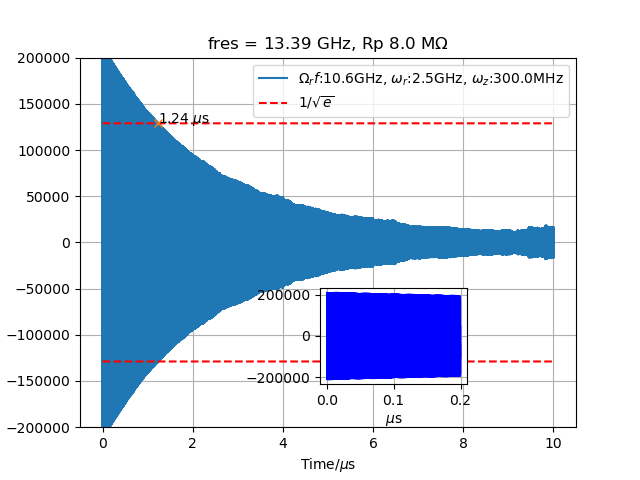 fres = 13.39 GHz, Rp 8.0 MΩ
200000
150000
100000
50000
0
−50000
−100000
−150000
−200000
Ω_rf:10.6GHz, ω_r:2.5GHz, ω_z:300.0MHz
1/√e
1.24 μs
200000
0
−200000
0.0 0.1 0.2
μs
0 2 4 6 8 10
Time/μs